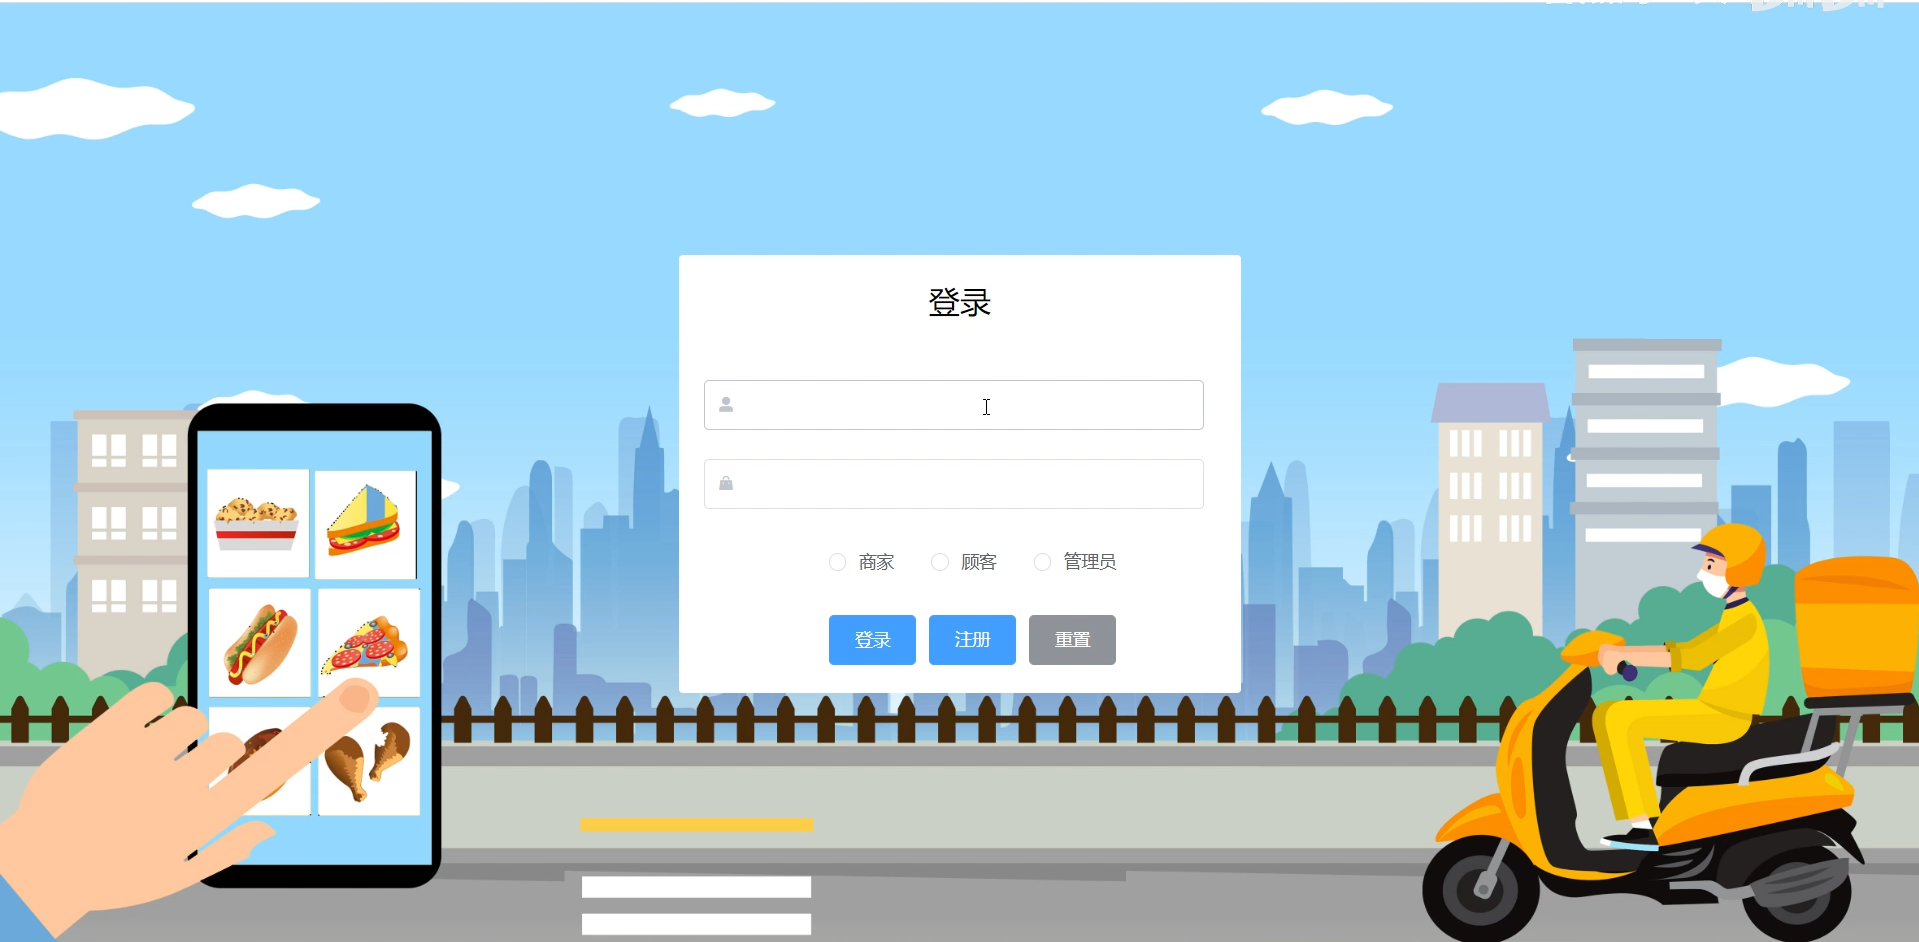 登录
商家 顾客 管理员
登录 注册 重置